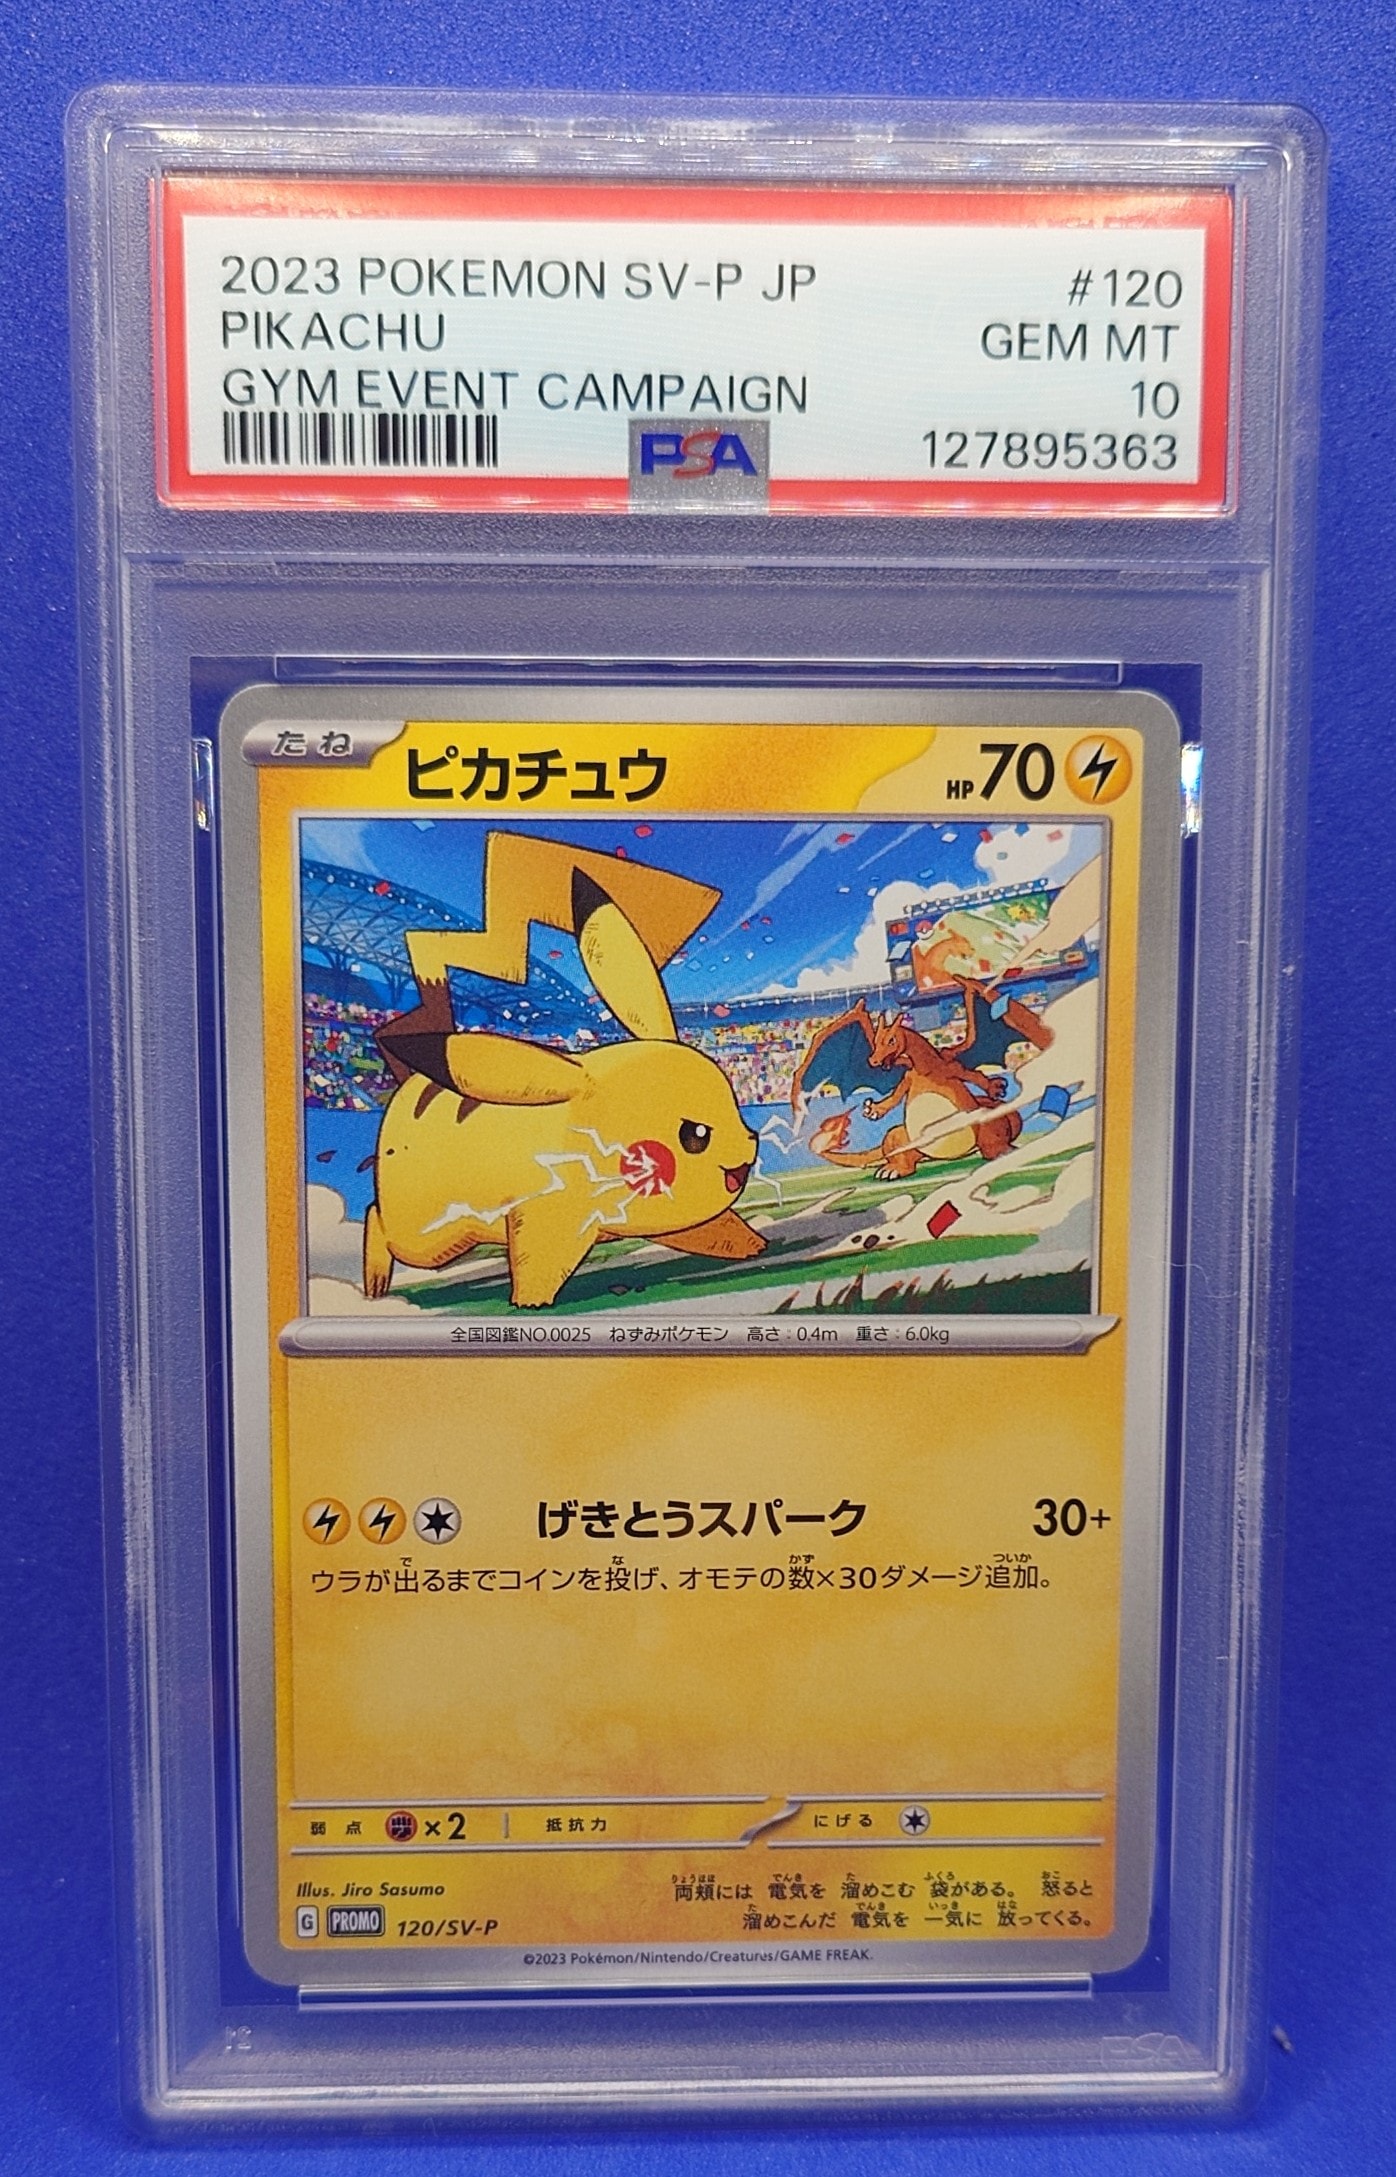 2023 POKEMON SV-P JP #120
PIKACHU GEM MT
GYM EVENT CAMPAIGN 10
PSA 127895363
たね ピカチュウ HP70
全国図鑑NO.0025 ねずみポケモン 高さ:0.4m 重さ:6.0kg
げきとうスパーク 30+
ウラが出るまでコインを投げ、オモテの数×30ダメージ追加。
弱点 ×2 抵抗力 にげる
Illus. Jiro Sasumo
両頬には 電気を 溜めこむ 袋がある。 怒ると
溜めこんだ 電気を 一気に 放ってくる。
G PROMO 120/SV-P
©2023 Pokémon/Nintendo/Creatures/GAME FREAK.
PSA